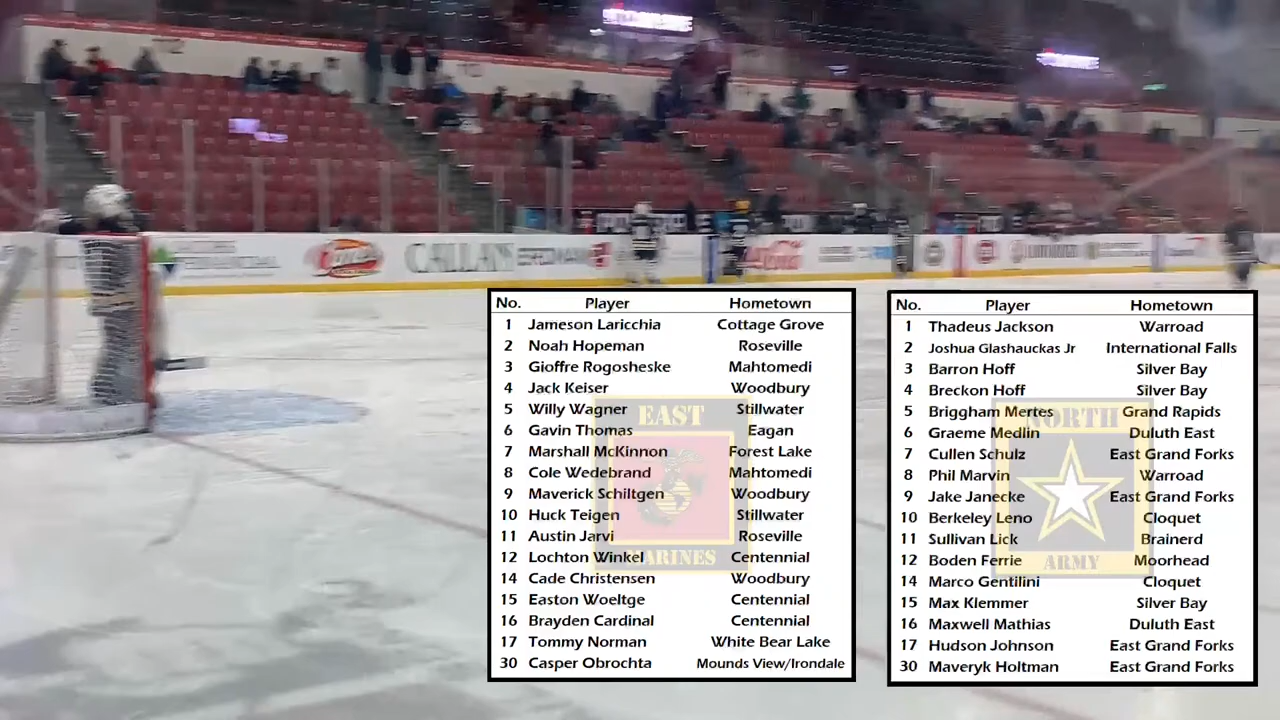 CALLAN'S
Coca-Cola
No. Player Hometown
1 Jameson Laricchia Cottage Grove
2 Noah Hopeman Roseville
3 Gioffre Rogosheske Mahtomedi
4 Jack Keiser Woodbury
5 Willy Wagner Stillwater
6 Gavin Thomas Eagan
7 Marshall McKinnon Forest Lake
8 Cole Wedebrand Mahtomedi
9 Maverick Schiltgen Woodbury
10 Huck Teigen Stillwater
11 Austin Jarvi Roseville
12 Lochton Winkel Centennial
14 Cade Christensen Woodbury
15 Easton Woeltge Centennial
16 Brayden Cardinal Centennial
17 Tommy Norman White Bear Lake
30 Casper Obrochta Mounds View/Irondale
EAST
MARINES
No. Player Hometown
1 Thadeus Jackson Warroad
2 Joshua Glashauckas Jr International Falls
3 Barron Hoff Silver Bay
4 Breckon Hoff Silver Bay
5 Briggham Mertes Grand Rapids
6 Graeme Medlin Duluth East
7 Cullen Schulz East Grand Forks
8 Phil Marvin Warroad
9 Jake Janecke East Grand Forks
10 Berkeley Leno Cloquet
11 Sullivan Lick Brainerd
12 Boden Ferrie Moorhead
14 Marco Gentilini Cloquet
15 Max Klemmer Silver Bay
16 Maxwell Mathias Duluth East
17 Hudson Johnson East Grand Forks
30 Maveryk Holtman East Grand Forks
NORTH
ARMY